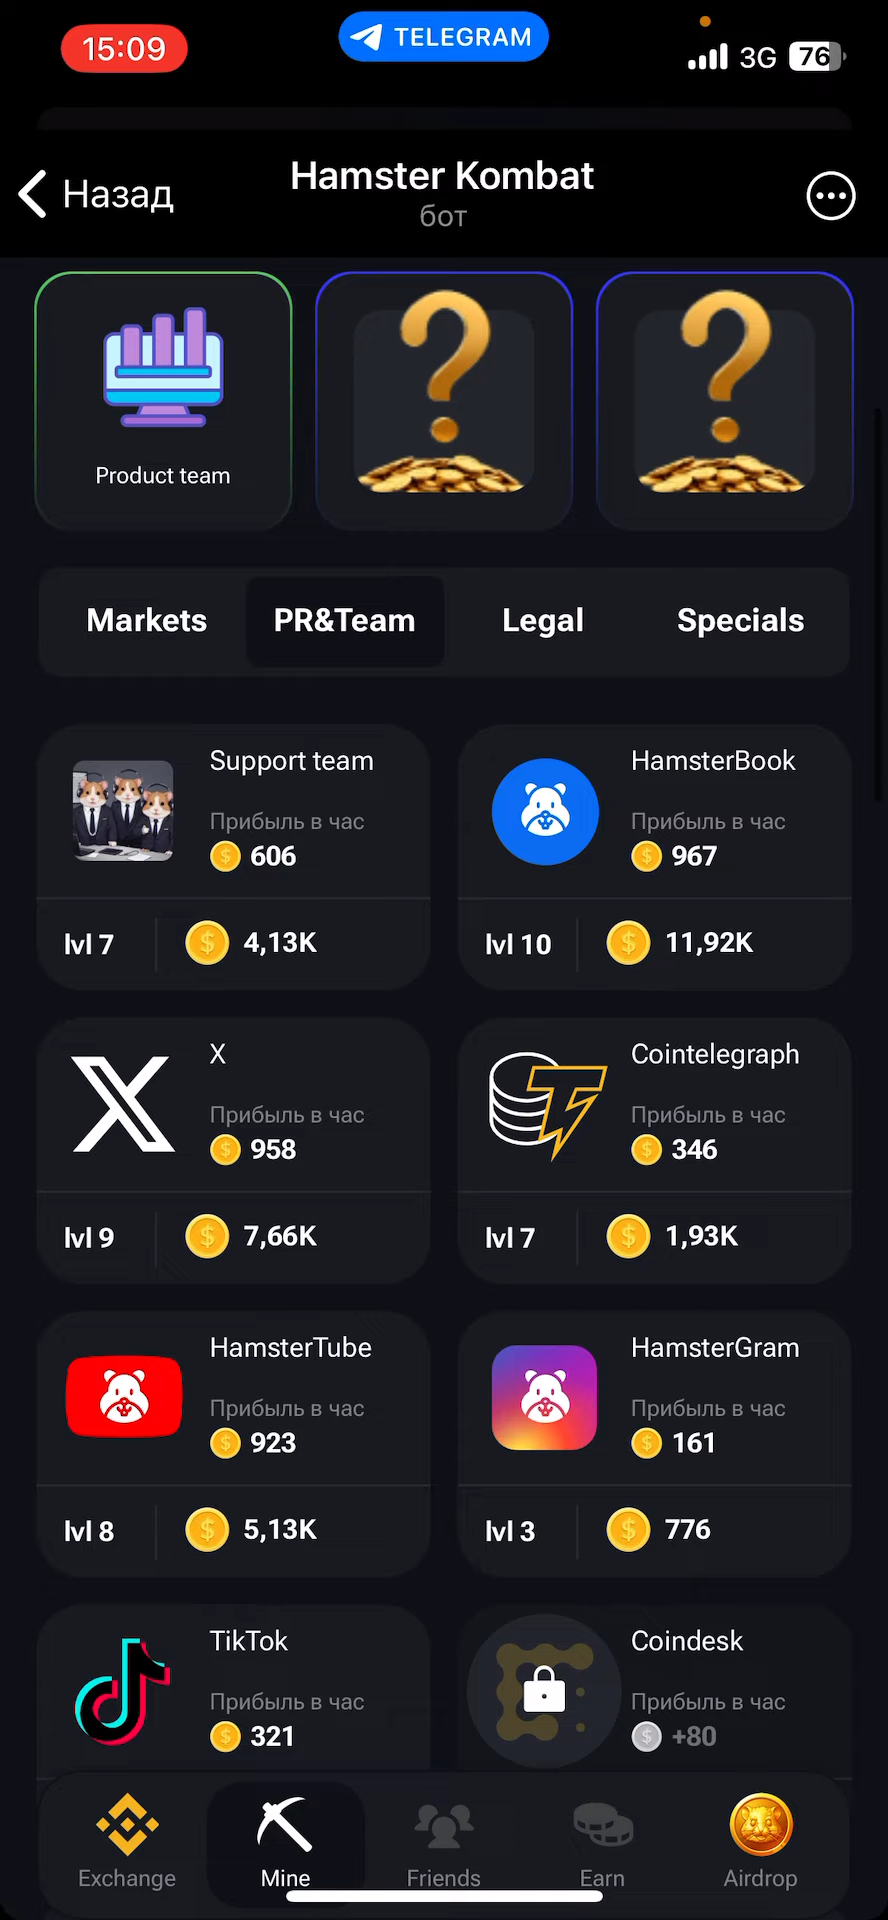 15:09
TELEGRAM
3G
76
Назад
Hamster Kombat
бот
Product team
Markets
PR&Team
Legal
Specials
Support team
Прибыль в час
606
lvl 7
4,13K
HamsterBook
Прибыль в час
967
lvl 10
11,92K
X
Прибыль в час
958
lvl 9
7,66K
Cointelegraph
Прибыль в час
346
lvl 7
1,93K
HamsterTube
Прибыль в час
923
lvl 8
5,13K
HamsterGram
Прибыль в час
161
lvl 3
776
TikTok
Прибыль в час
321
Coindesk
Прибыль в час
+80
Exchange
Mine
Friends
Earn
Airdrop